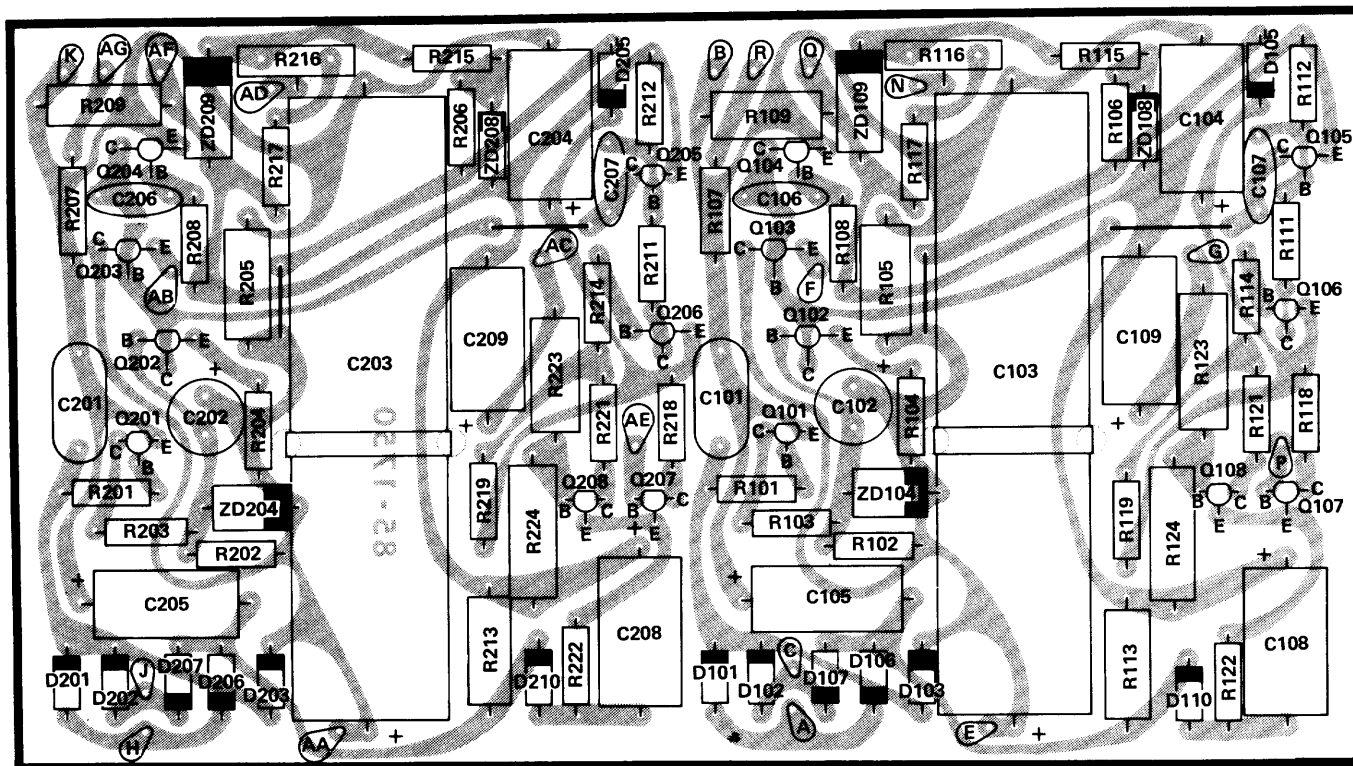 K AG AF R216 R215 D205 B R Q R116 R115 D105
R209 ZD209 AD R206 ZD208 C204 R212 R109 ZD109 N R106 ZD108 C104 R112
C E Q204 B R217 C207 Q205 C E B C E Q104 B R117 C107 Q105 C E B
R207 C206 R208 R107 C106 R108
C E Q203 B AB R205 + AC R211 Q103 C E B F R105 + G R111
C209 R214 Q206 B E C C109 R114 Q106 B E C
B E Q202 C + C203 R223 Q102 B E C + C103 R123
C201 C202 R204 R221 AE R218 C101 C102 R104 R121 R118
Q201 C E B + Q101 C E B + P
R201 ZD204 R219 R224 Q208 B C E Q207 B C E R101 ZD104 R119 R124 Q108 B C E B C E Q107
R203 R202 + R103 R102 +
+ C205 + C105
R213 C208 R113 C108
D201 D202 J D207 D206 D203 D210 R222 D101 D102 C D107 D106 D103 D110 R122
H AA + A E +